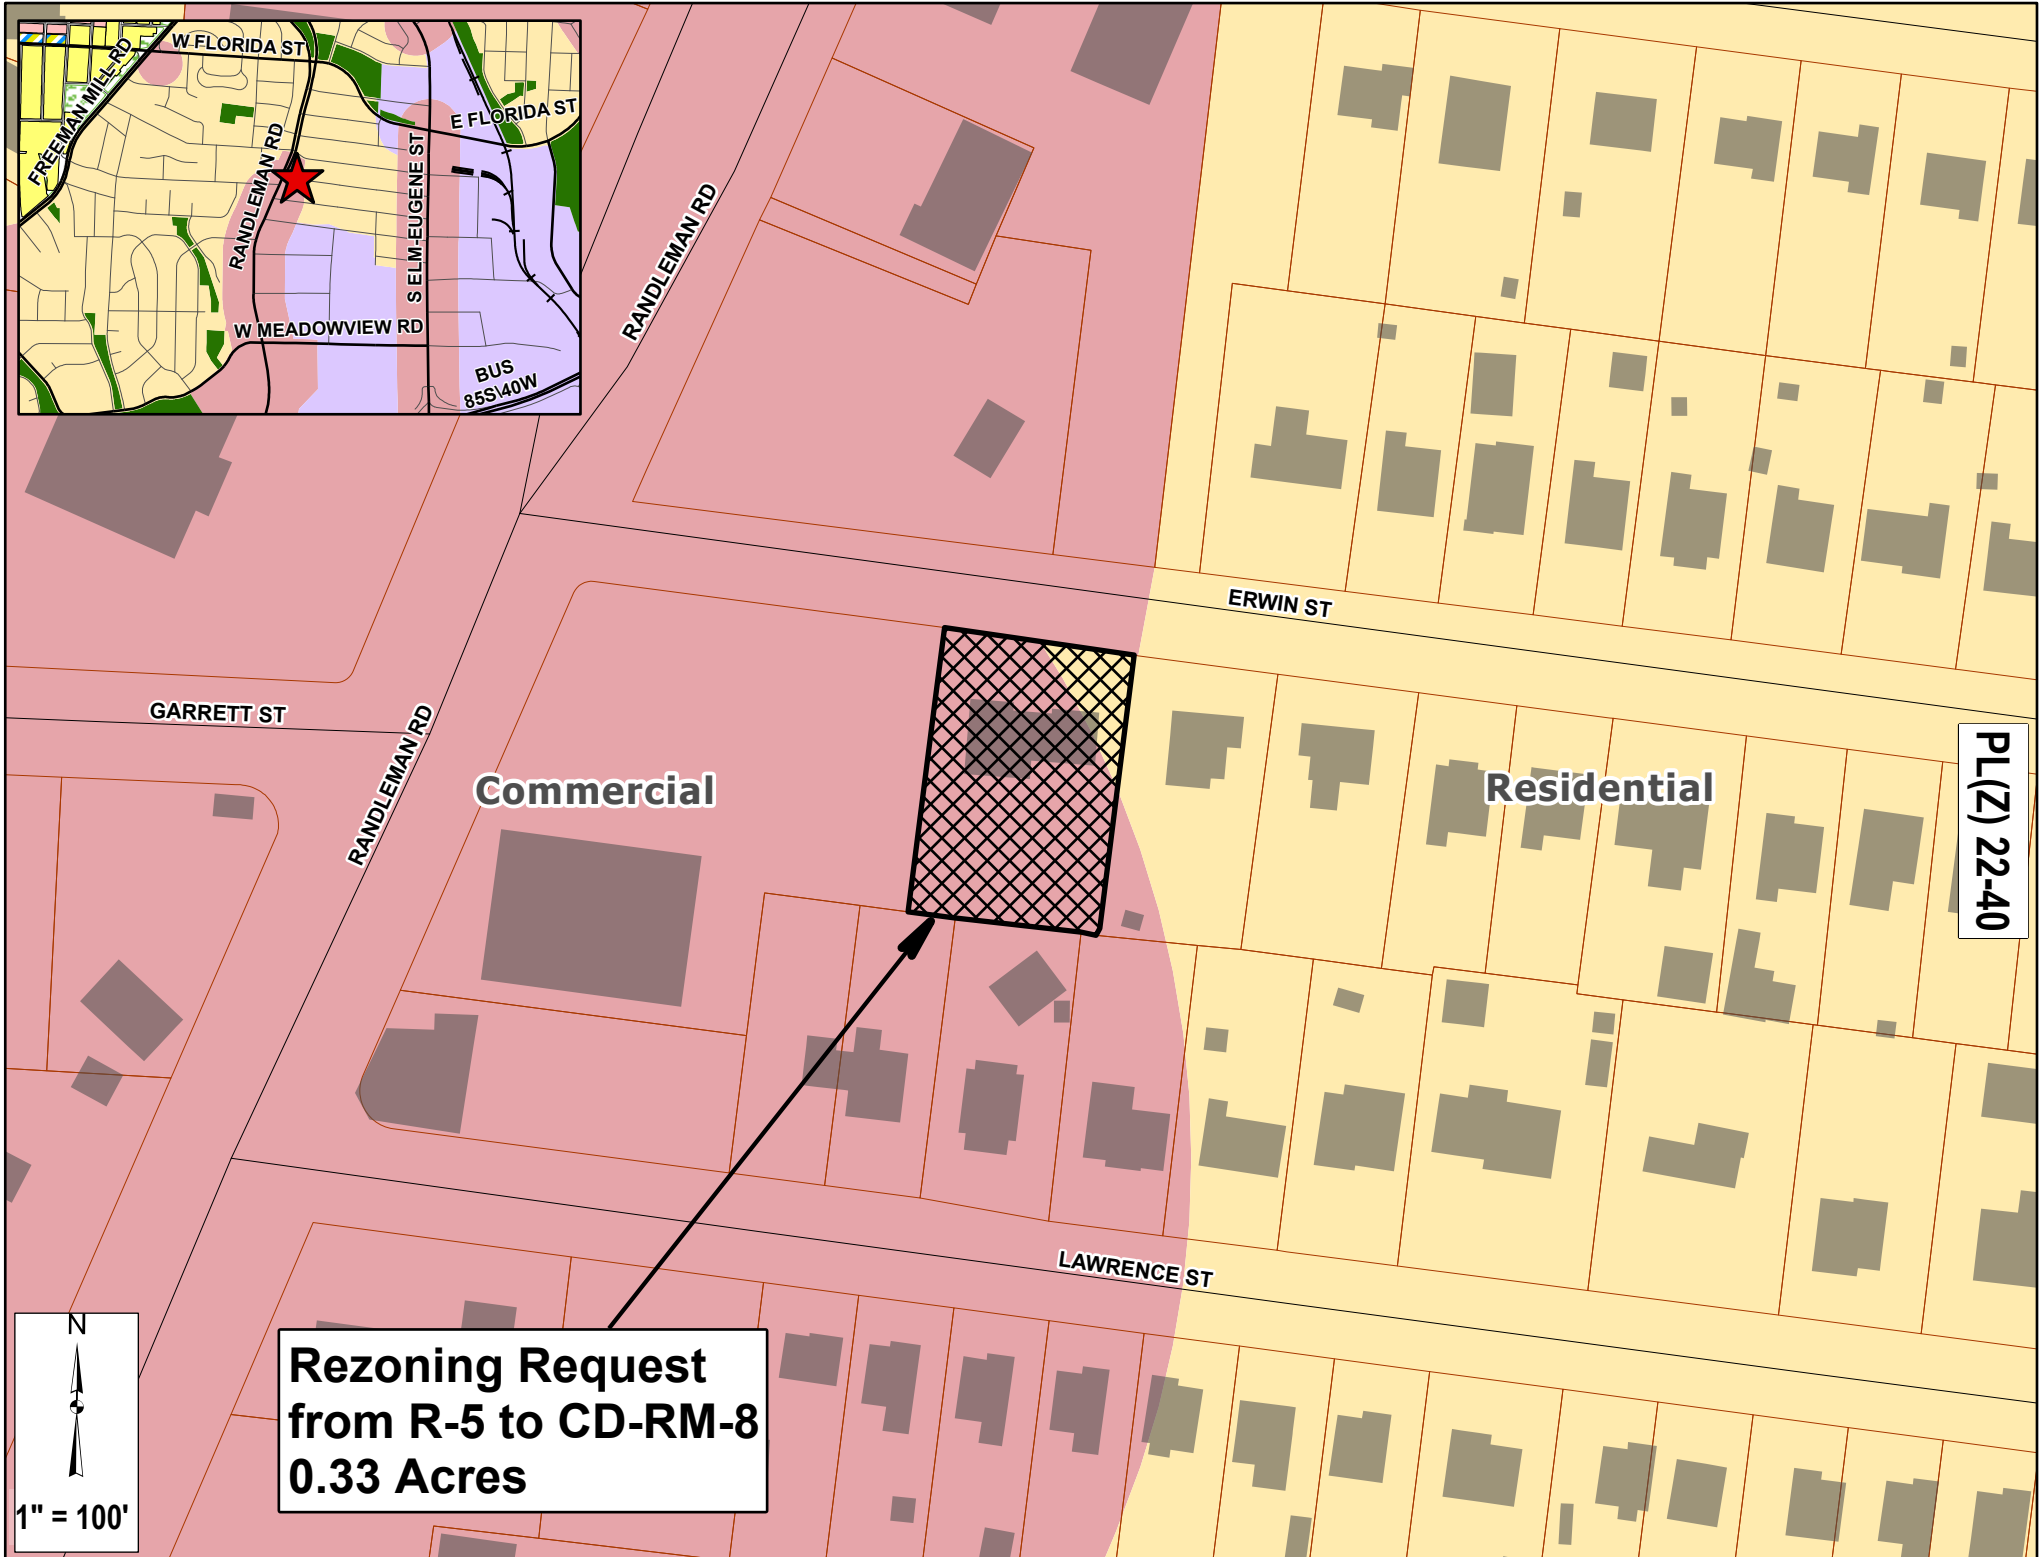 W FLORIDA ST
FREEMAN MILL RD
E FLORIDA ST
RANDLEMAN RD
S ELM-EUGENE ST
W MEADOWVIEW RD
BUS
85S\40W
RANDLEMAN RD
ERWIN ST
GARRETT ST
RANDLEMAN RD
Commercial
Residential
PL(Z) 22-40
LAWRENCE ST
Rezoning Request
from R-5 to CD-RM-8
0.33 Acres
N
1" = 100'